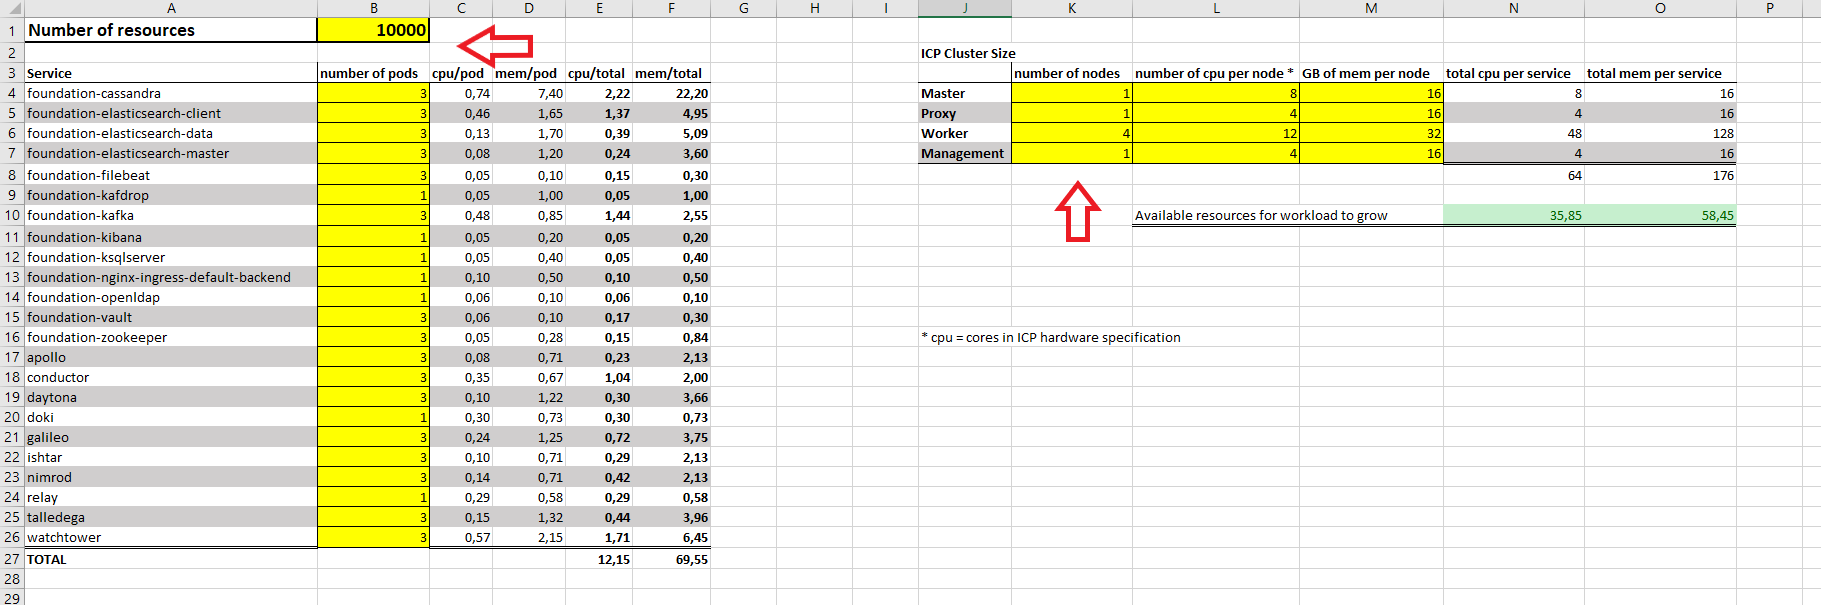 A B C D E F G H I J K L M N O P
1 Number of resources 10000
2 ICP Cluster Size
3 Service number of pods cpu/pod mem/pod cpu/total mem/total number of nodes number of cpu per node * GB of mem per node total cpu per service total mem per service
4 foundation-cassandra 3 0,74 7,40 2,22 22,20 Master 1 8 16 8 16
5 foundation-elasticsearch-client 3 0,46 1,65 1,37 4,95 Proxy 1 4 16 4 16
6 foundation-elasticsearch-data 3 0,13 1,70 0,39 5,09 Worker 4 12 32 48 128
7 foundation-elasticsearch-master 3 0,08 1,20 0,24 3,60 Management 1 4 16 4 16
8 foundation-filebeat 3 0,05 0,10 0,15 0,30 64 176
9 foundation-kafdrop 1 0,05 1,00 0,05 1,00
10 foundation-kafka 3 0,48 0,85 1,44 2,55 Available resources for workload to grow 35,85 58,45
11 foundation-kibana 1 0,05 0,20 0,05 0,20
12 foundation-ksqlserver 1 0,05 0,40 0,05 0,40
13 foundation-nginx-ingress-default-backend 1 0,10 0,50 0,10 0,50
14 foundation-openldap 1 0,06 0,10 0,06 0,10
15 foundation-vault 3 0,06 0,10 0,17 0,30
16 foundation-zookeeper 3 0,05 0,28 0,15 0,84 * cpu = cores in ICP hardware specification
17 apollo 3 0,08 0,71 0,23 2,13
18 conductor 3 0,35 0,67 1,04 2,00
19 daytona 3 0,10 1,22 0,30 3,66
20 doki 1 0,30 0,73 0,30 0,73
21 galileo 3 0,24 1,25 0,72 3,75
22 ishtar 3 0,10 0,71 0,29 2,13
23 nimrod 3 0,14 0,71 0,42 2,13
24 relay 1 0,29 0,58 0,29 0,58
25 talledega 3 0,15 1,32 0,44 3,96
26 watchtower 3 0,57 2,15 1,71 6,45
27 TOTAL 12,15 69,55
28
29